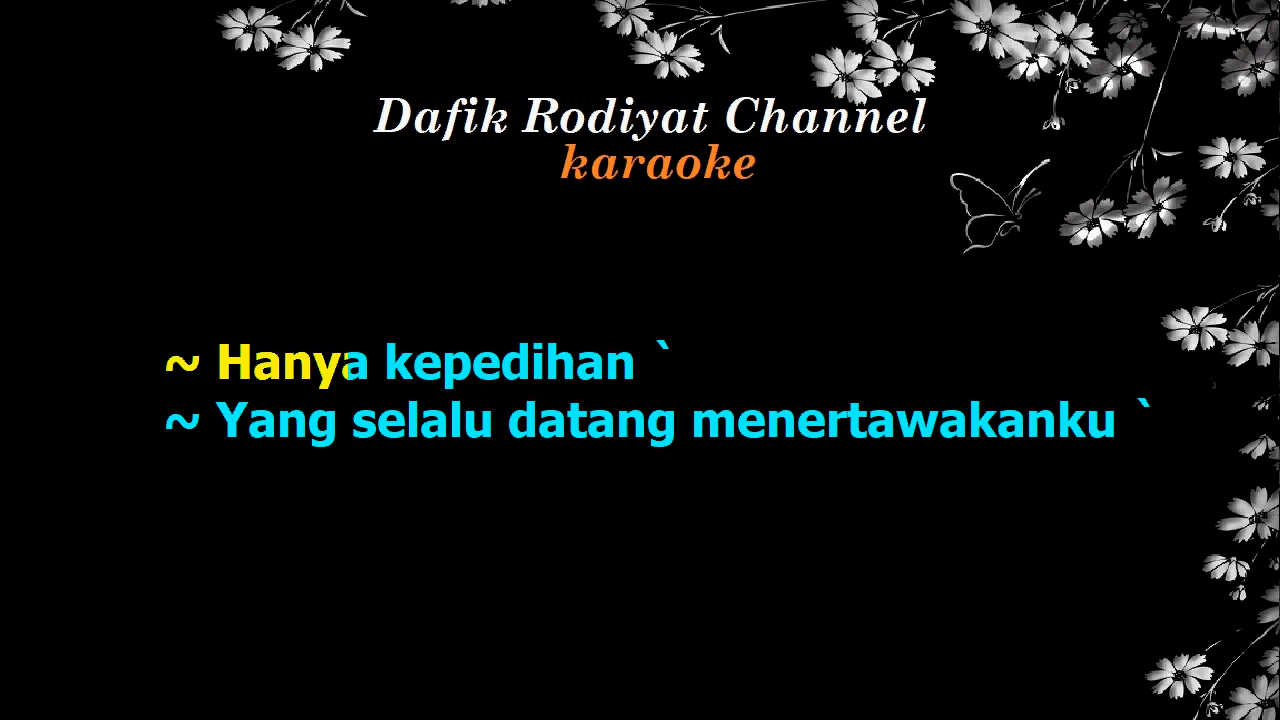 Dafik Rodiyat Channel
karaoke
~ Hanya kepedihan `
~ Yang selalu datang menertawakanku `